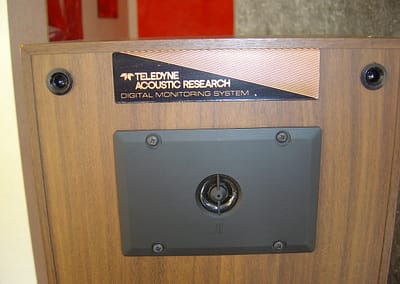 TELEDYNE
ACOUSTIC RESEARCH
DIGITAL MONITORING SYSTEM